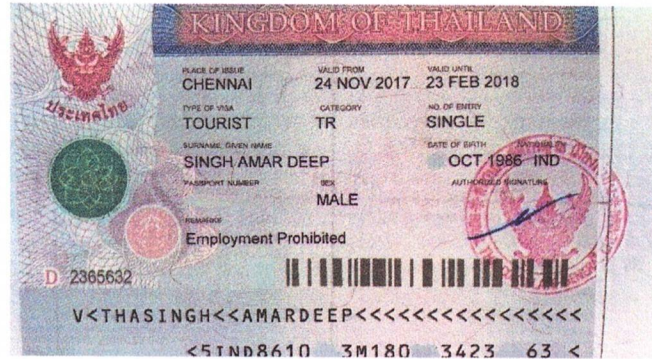 KINGDOM OF THAILAND
ประเทศไทย
PLACE OF ISSUE VALID FROM VALID UNTIL
CHENNAI 24 NOV 2017 23 FEB 2018
TYPE OF VISA CATEGORY NO. OF ENTRY
TOURIST TR SINGLE
SURNAME, GIVEN NAME DATE OF BIRTH NATIONALITY
SINGH AMAR DEEP OCT 1986 IND
PASSPORT NUMBER SEX AUTHORIZED SIGNATURE
MALE
REMARKS
Employment Prohibited
D 2365632
V<THASINGH<<AMARDEEP<<<<<<<<<<<<<<<<
<5IND8610 3M180 3423 63 <